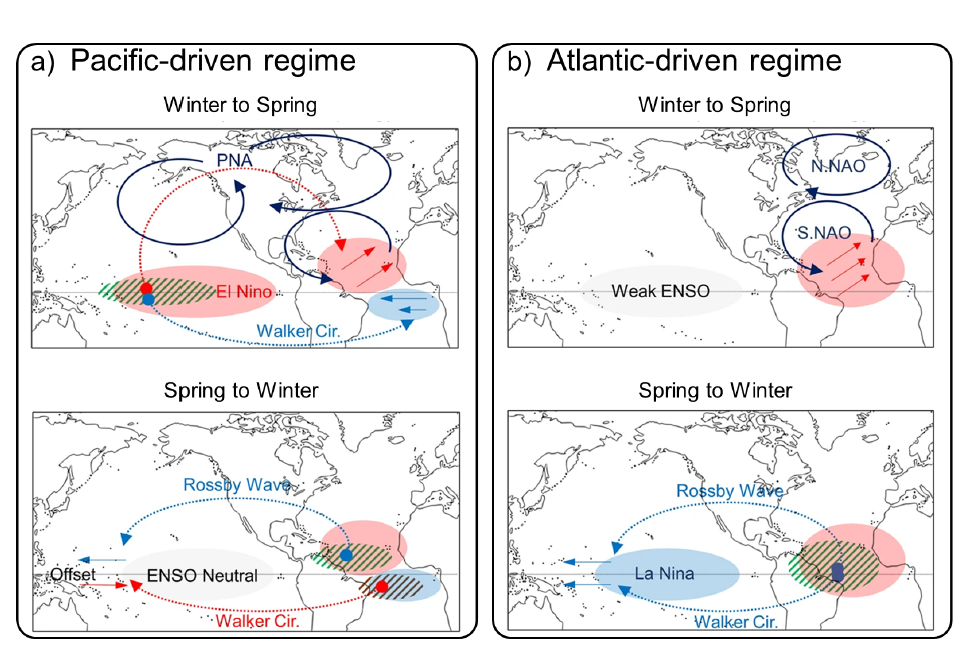 a) Pacific-driven regime
Winter to Spring
PNA
El Nino
Walker Cir.
Spring to Winter
Rossby Wave
Offset
ENSO Neutral
Walker Cir.
b) Atlantic-driven regime
Winter to Spring
N.NAO
S.NAO
Weak ENSO
Spring to Winter
Rossby Wave
La Nina
Walker Cir.